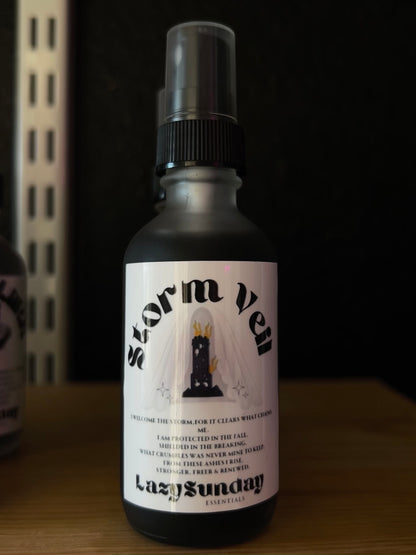 Storm Veil
I WELCOME THE STORM, FOR IT CLEARS WHAT CHAINS
ME.
I AM PROTECTED IN THE FALL,
SHIELDED IN THE BREAKING.
WHAT CRUMBLES WAS NEVER MINE TO KEEP.
FROM THESE ASHES I RISE,
STRONGER, FREER & RENEWED.
LazySunday
ESSENTIALS